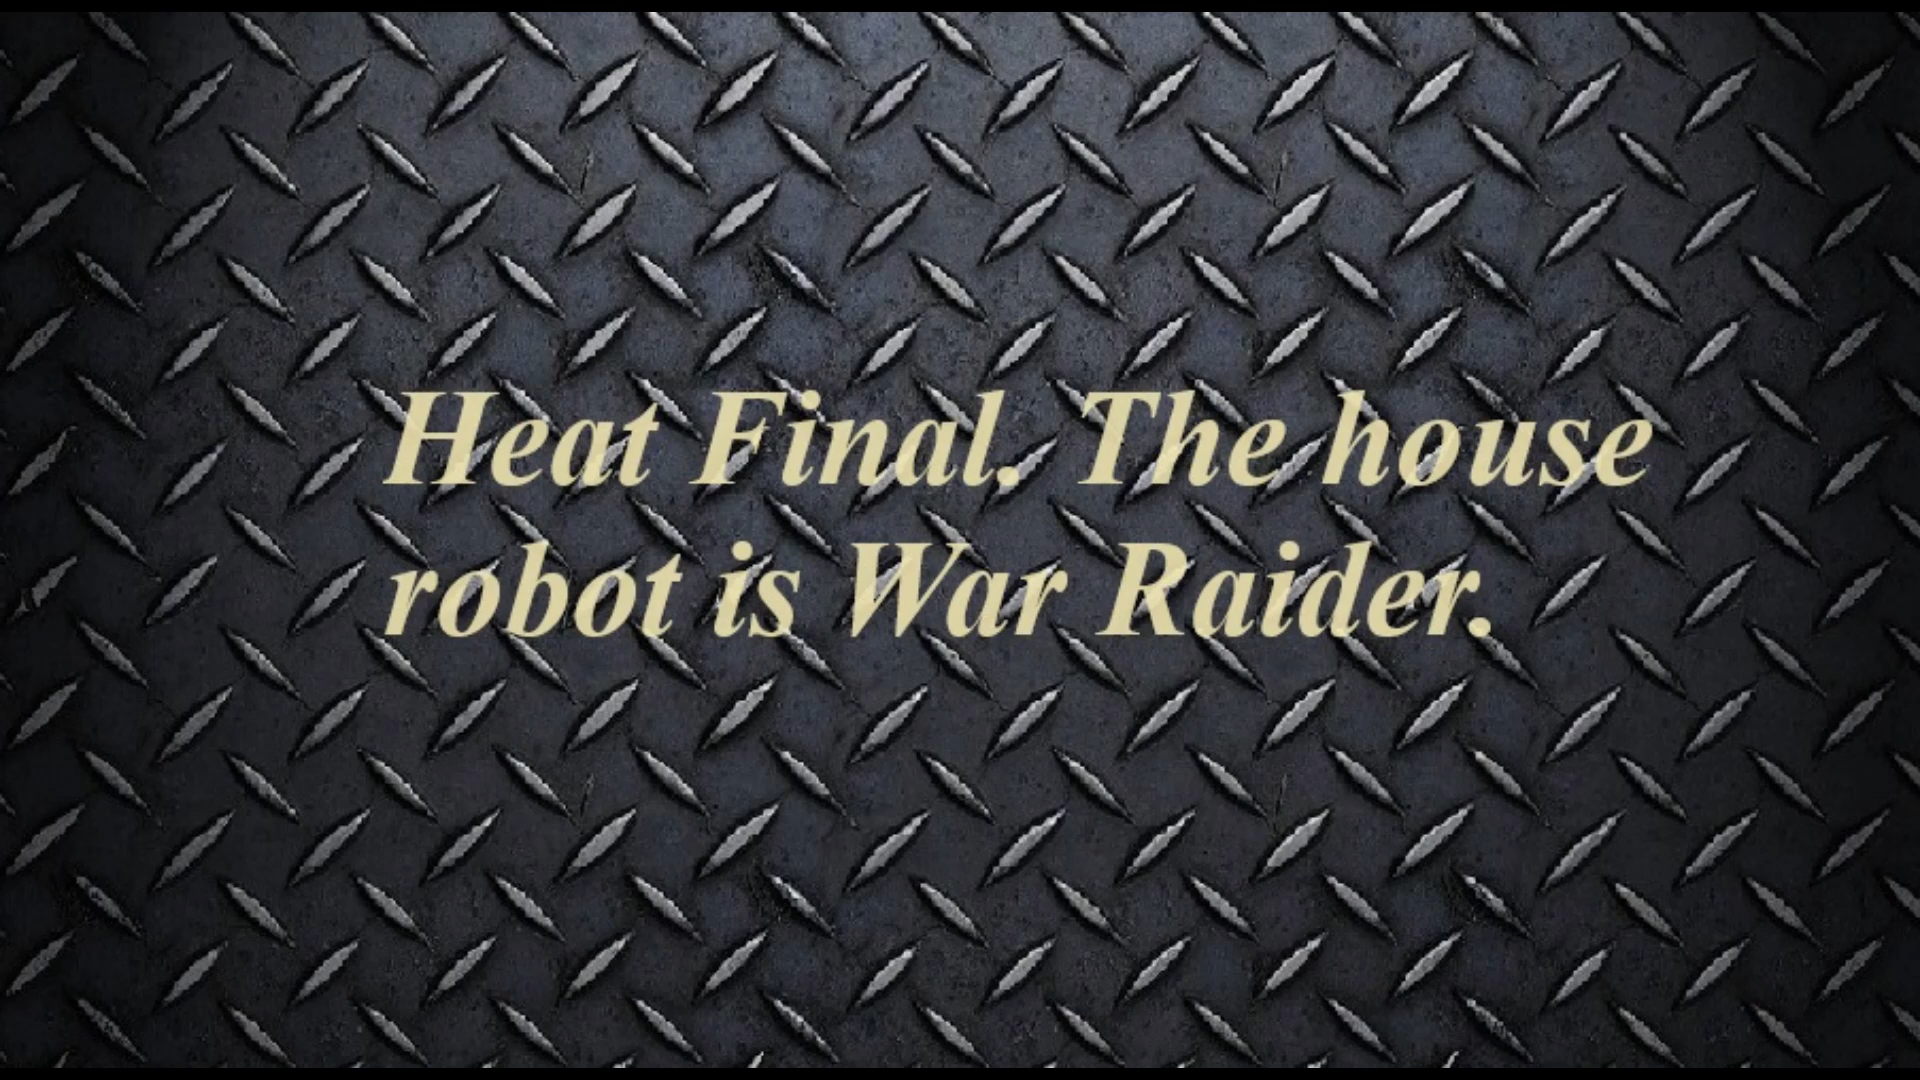 Heat Final. The house
robot is War Raider.